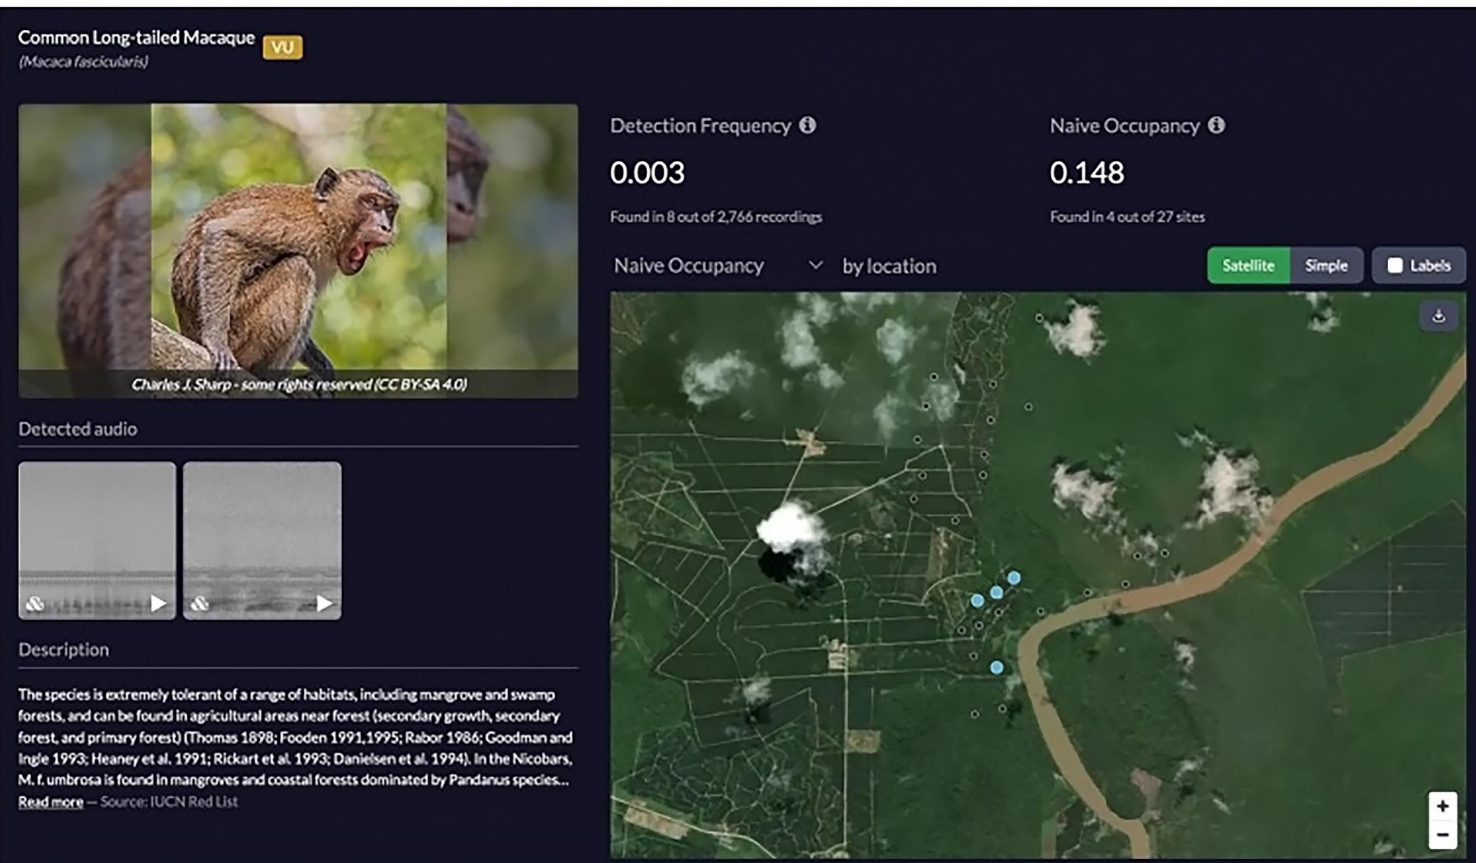 Common Long-tailed Macaque
VU
(Macaca fascicularis)
Charles J. Sharp - some rights reserved (CC BY-SA 4.0)
Detected audio
Description
The species is extremely tolerant of a range of habitats, including mangrove and swamp
forests, and can be found in agricultural areas near forest (secondary growth, secondary
forest, and primary forest) (Thomas 1898; Fooden 1991,1995; Rabor 1986; Goodman and
Ingle 1993; Heaney et al. 1991; Rickart et al. 1993; Danielsen et al. 1994). In the Nicobars,
M. f. umbrosa is found in mangroves and coastal forests dominated by Pandanus species...
Read more — Source: IUCN Red List
Detection Frequency
0.003
Found in 8 out of 2,766 recordings
Naive Occupancy
0.148
Found in 4 out of 27 sites
Naive Occupancy by location
Satellite Simple Labels
+
−